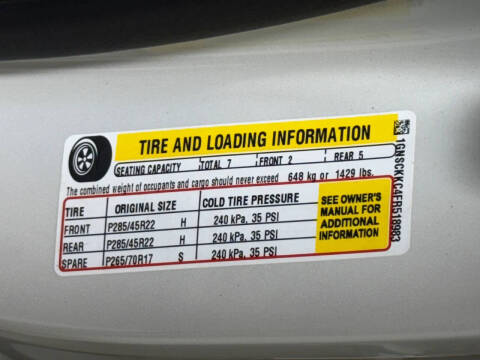 TIRE AND LOADING INFORMATION
SEATING CAPACITY TOTAL 7 FRONT 2 REAR 5
The combined weight of occupants and cargo should never exceed 648 kg or 1429 lbs.
TIRE ORIGINAL SIZE COLD TIRE PRESSURE
FRONT P285/45R22 H 240 kPa, 35 PSI
REAR P285/45R22 H 240 kPa, 35 PSI
SPARE P265/70R17 S 240 kPa, 35 PSI
SEE OWNER'S
MANUAL FOR
ADDITIONAL
INFORMATION
1GNSCKKC4FR518983